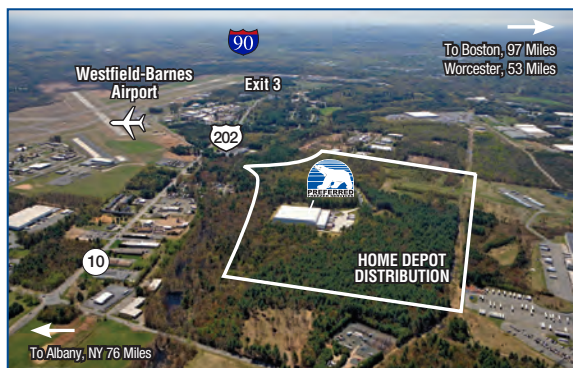 90
To Boston, 97 Miles
Worcester, 53 Miles
Westfield-Barnes
Airport
Exit 3
202
PREFERRED
10
HOME DEPOT
DISTRIBUTION
To Albany, NY 76 Miles